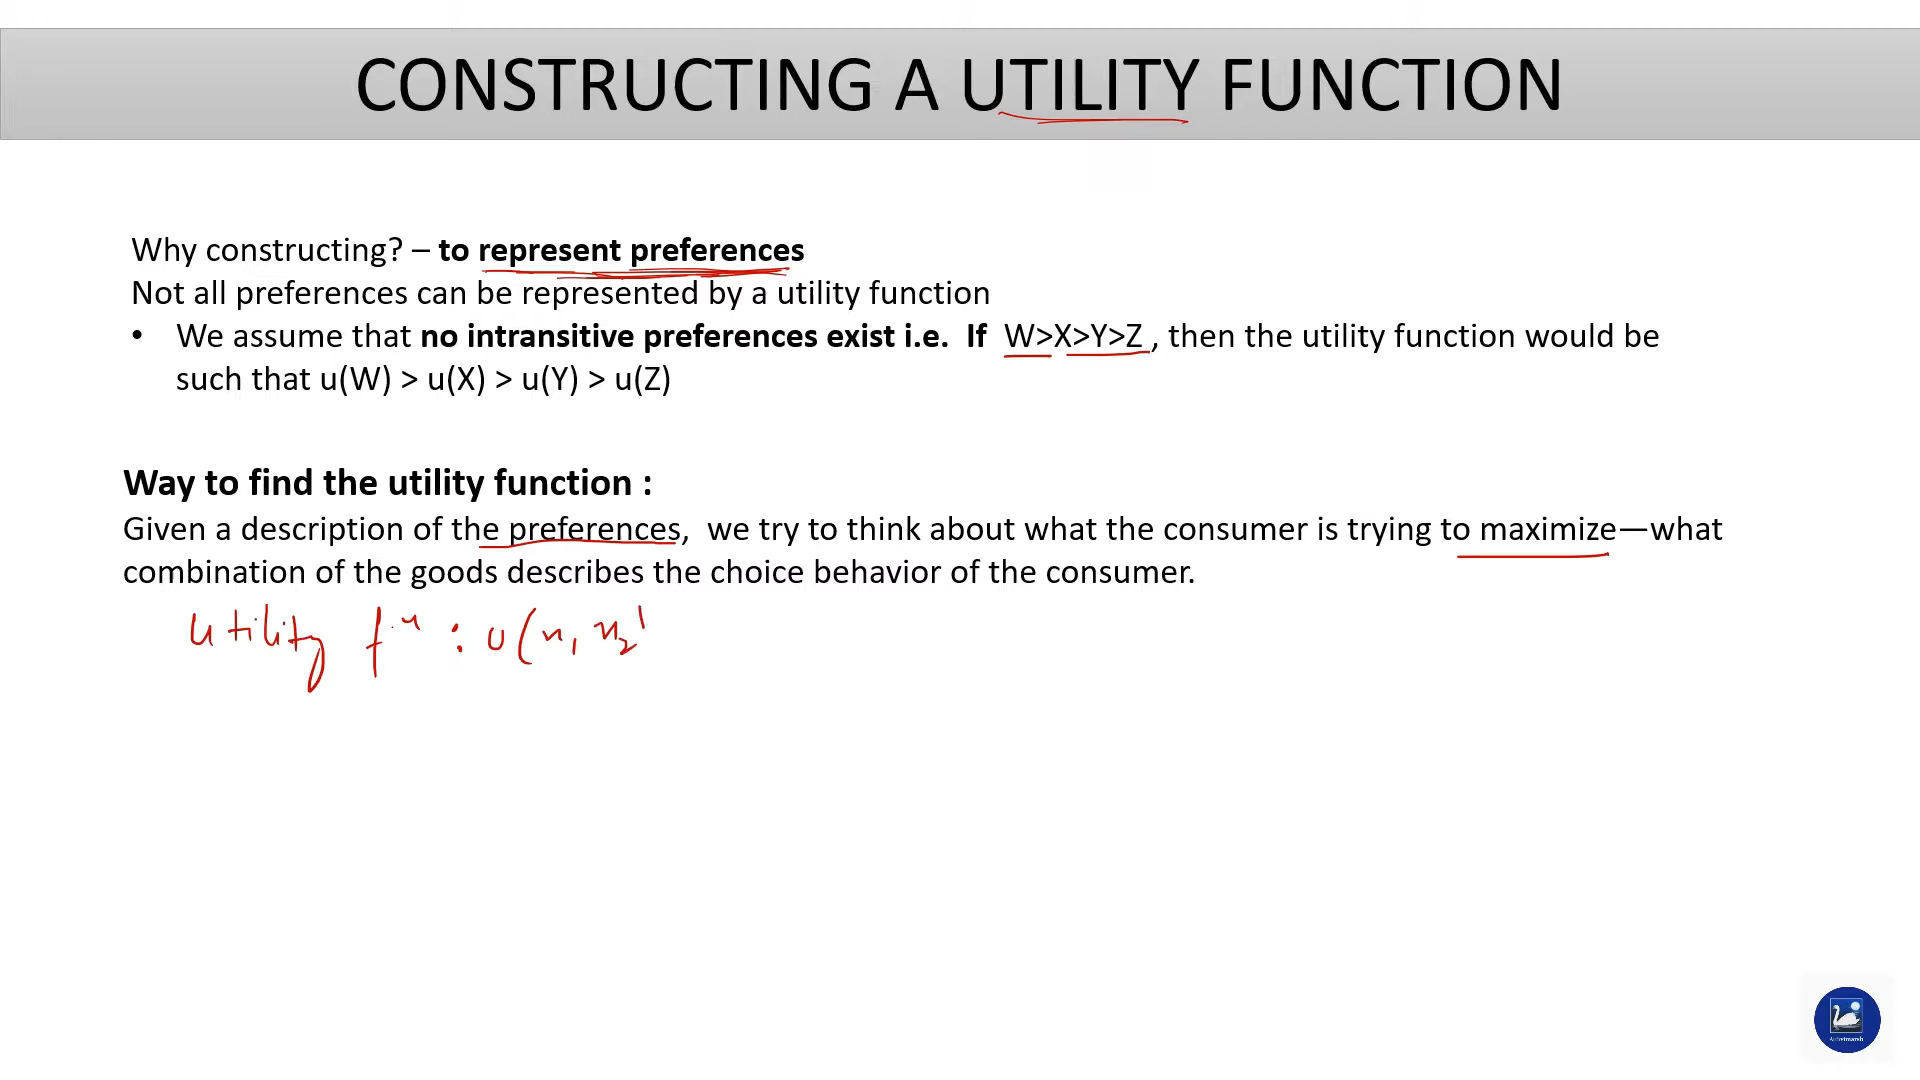 CONSTRUCTING A UTILITY FUNCTION
Why constructing? – to represent preferences
Not all preferences can be represented by a utility function
• We assume that no intransitive preferences exist i.e. If W>X>Y>Z , then the utility function would be
such that u(W) > u(X) > u(Y) > u(Z)
Way to find the utility function :
Given a description of the preferences, we try to think about what the consumer is trying to maximize—what
combination of the goods describes the choice behavior of the consumer.
Utility fⁿ : U(x₁, x₂